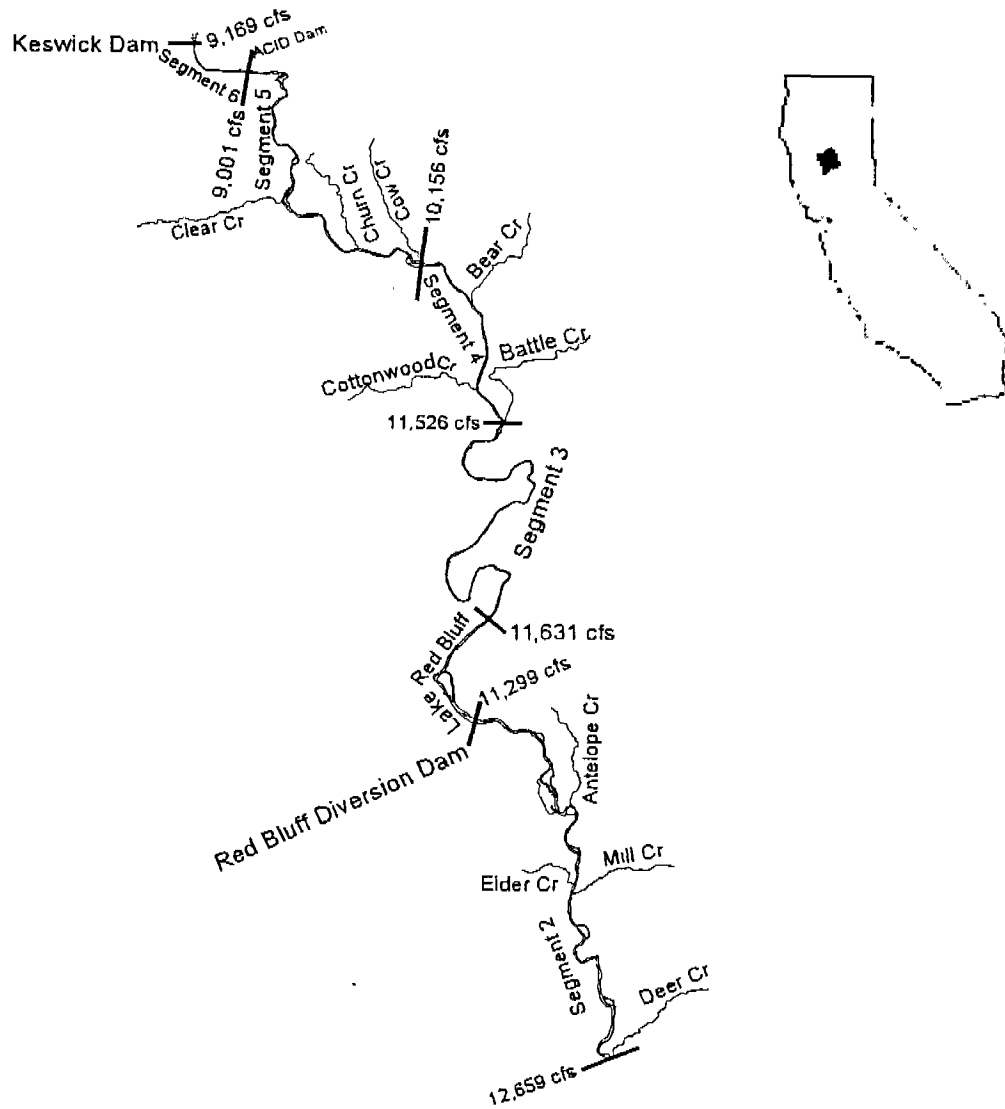 Keswick Dam
9,169 cfs
ACID Dam
Segment 6
9,001 cfs
Segment 5
Clear Cr
Churn Cr
Cow Cr
10,156 cfs
Bear Cr
Segment 4
Battle Cr
Cottonwood Cr
11,526 cfs
Segment 3
11,631 cfs
Lake Red Bluff
11,299 cfs
Red Bluff Diversion Dam
Antelope Cr
Mill Cr
Elder Cr
Segment 2
Deer Cr
12,659 cfs